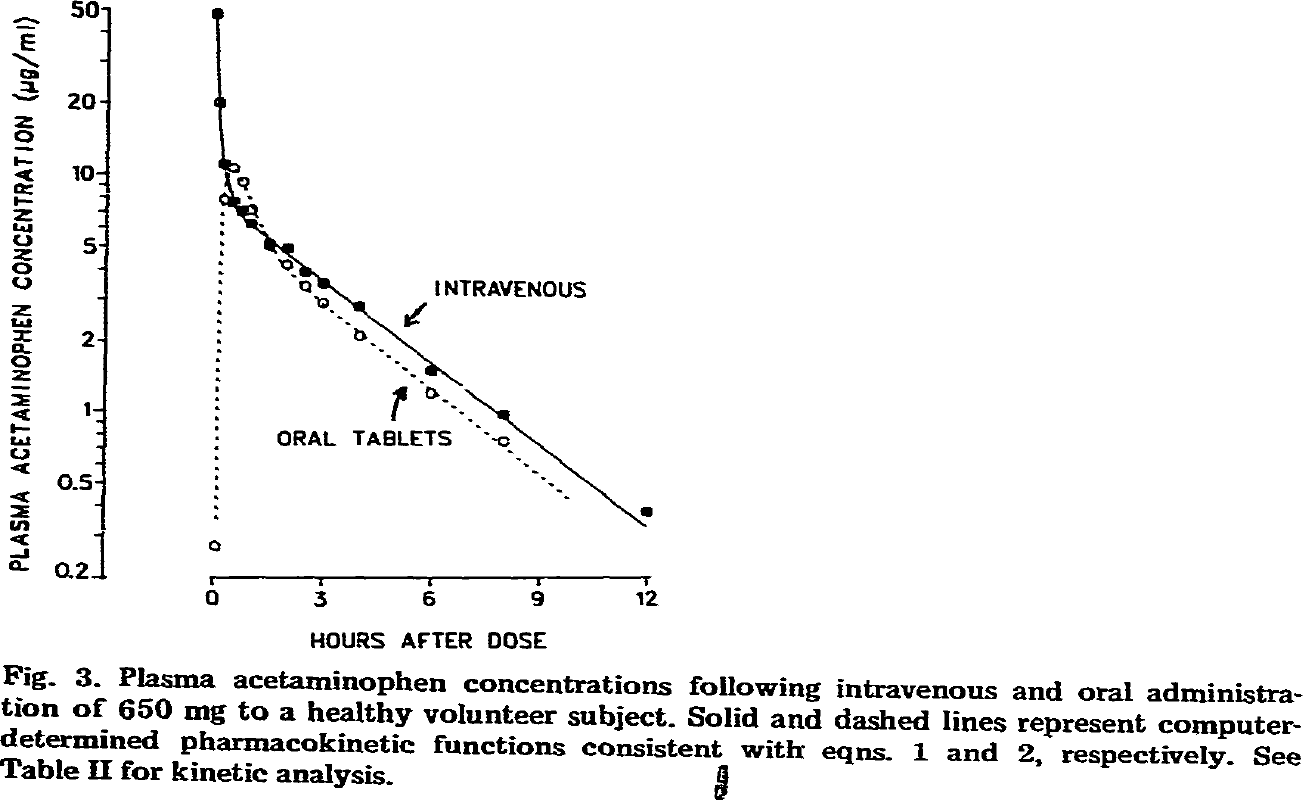 PLASMA ACETAMINOPHEN CONCENTRATION (µg/ml)
50
20
10
5
2
1
0.5
0.2
INTRAVENOUS
ORAL TABLETS
0 3 6 9 12
HOURS AFTER DOSE
Fig. 3. Plasma acetaminophen concentrations following intravenous and oral administra-
tion of 650 mg to a healthy volunteer subject. Solid and dashed lines represent computer-
determined pharmacokinetic functions consistent with eqns. 1 and 2, respectively. See
Table II for kinetic analysis.